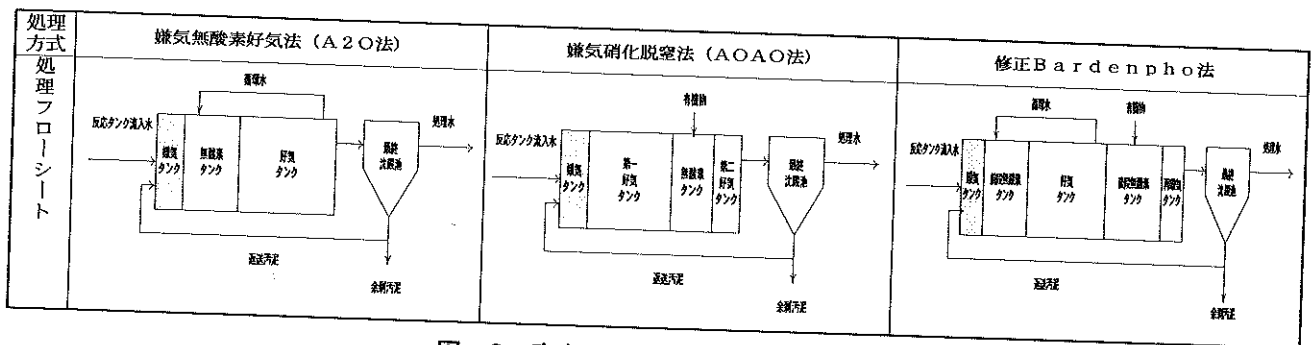 処理
方式
嫌気無酸素好気法（A2O法）
嫌気硝化脱窒法（AOAO法）
修正Bardenpho法
処理フローシート
循環水
反応タンク流入水
嫌気
タンク
無酸素
タンク
好気
タンク
最終
沈殿池
処理水
返送汚泥
余剰汚泥
有機物
反応タンク流入水
嫌気
タンク
第一
好気
タンク
無酸素
タンク
第二
好気
タンク
最終
沈殿池
処理水
返送汚泥
余剰汚泥
循環水
有機物
反応タンク流入水
嫌気
タンク
タンク
好気
タンク
タンク
タンク
最終
沈殿池
処理水
返送汚泥
余剰汚泥